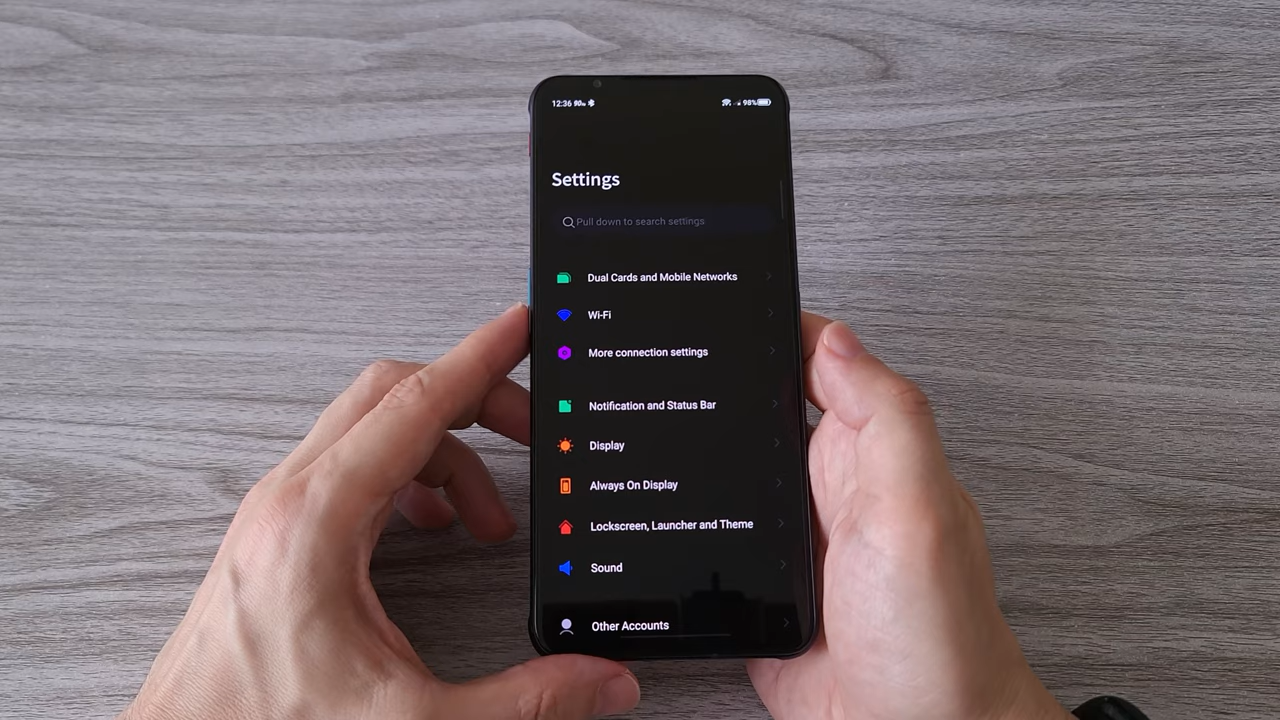 12:36
98%
Settings
Pull down to search settings
Dual Cards and Mobile Networks
Wi-Fi
More connection settings
Notification and Status Bar
Display
Always On Display
Lockscreen, Launcher and Theme
Sound
Other Accounts